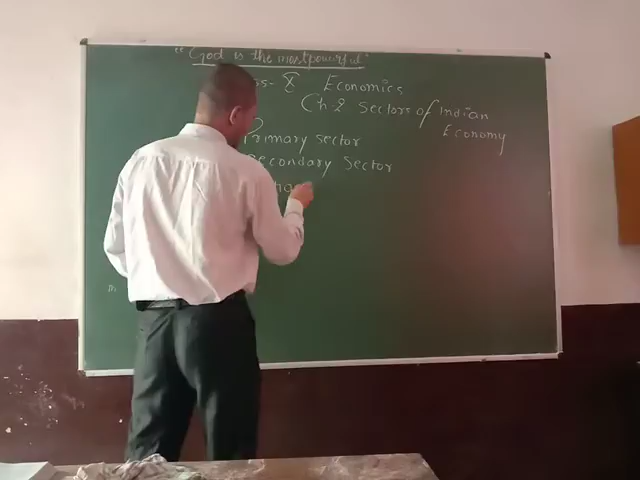 "God is the most powerful"
Economics
Ch-2 Sectors of Indian
Economy
Primary sector
Secondary Sector